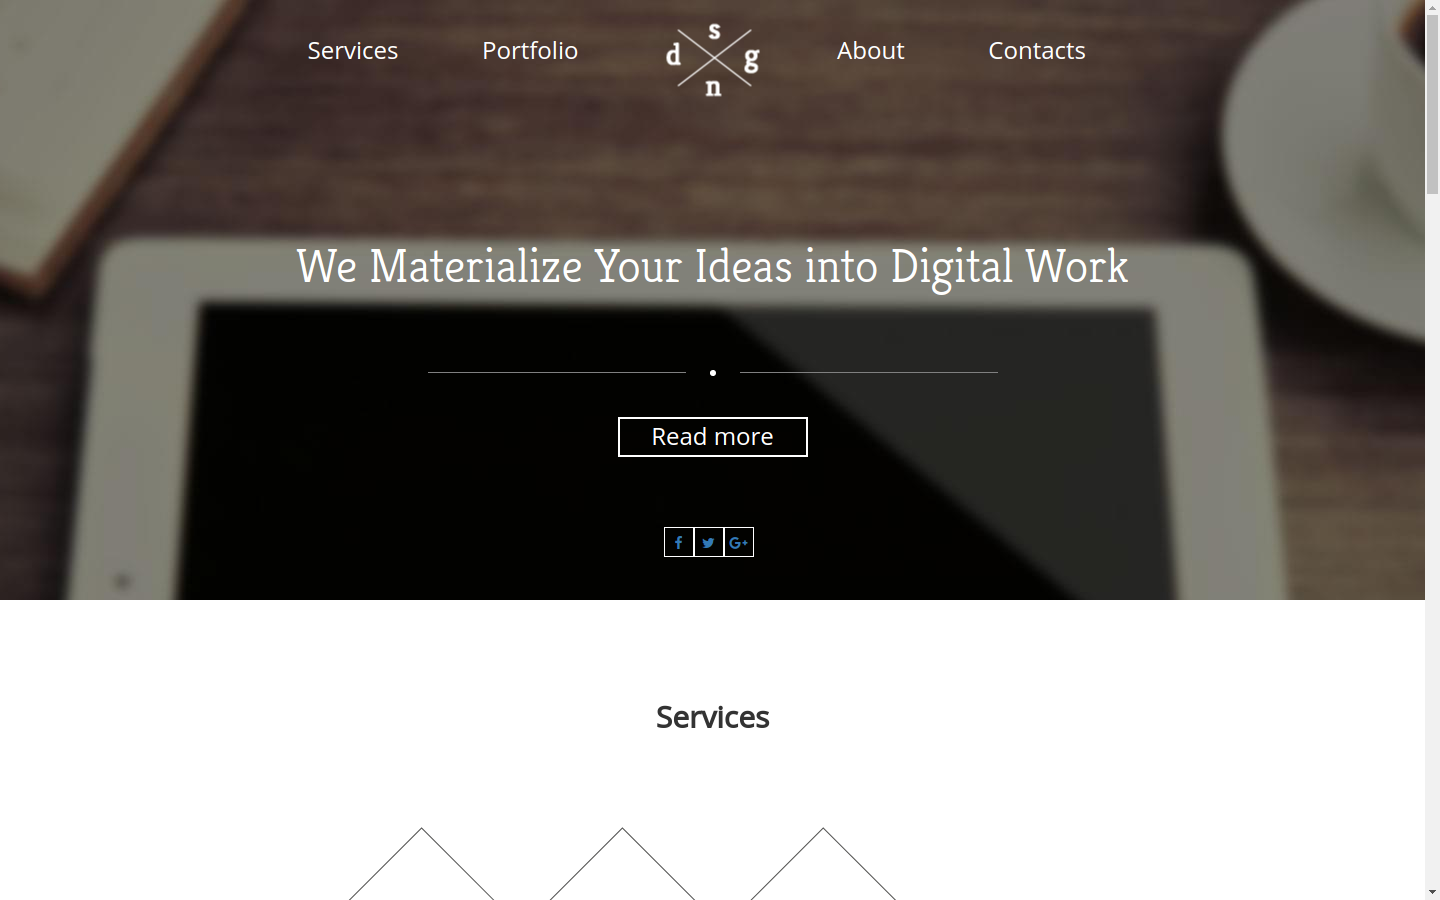 Services
Portfolio
s
d
g
n
About
Contacts
We Materialize Your Ideas into Digital Work
Read more
Services